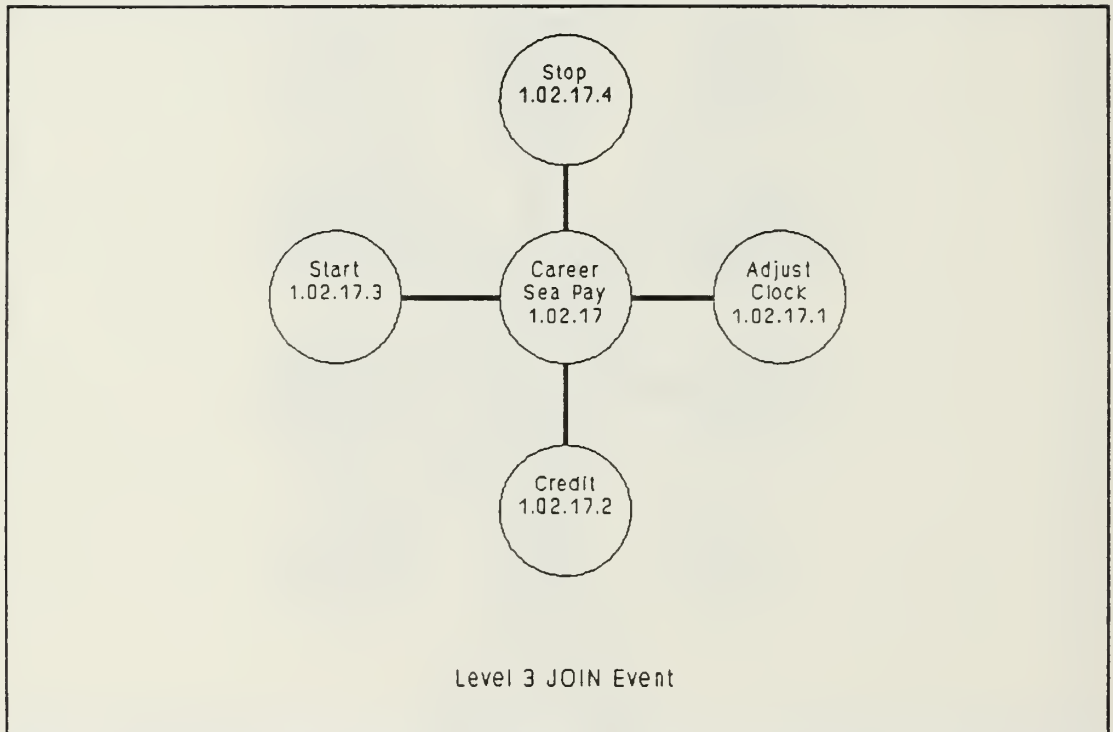 Stop
1.02.17.4
Start
1.02.17.3
Career
Sea Pay
1.02.17
Adjust
Clock
1.02.17.1
Credit
1.02.17.2
Level 3 JOIN Event